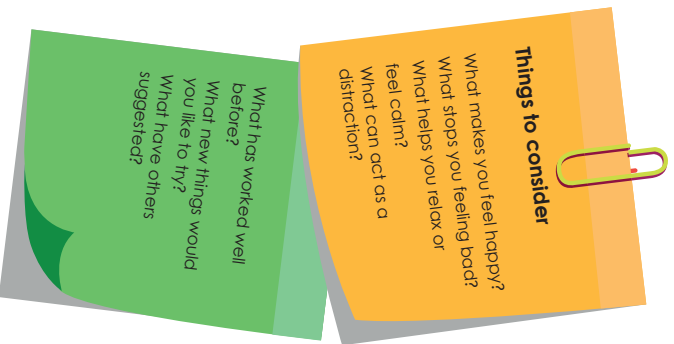 Things to consider
What makes you feel happy?
What stops you feeling bad?
What helps you relax or
feel calm?
What can act as a
distraction?
What has worked well
before?
What new things would
you like to try?
What have others
suggested?